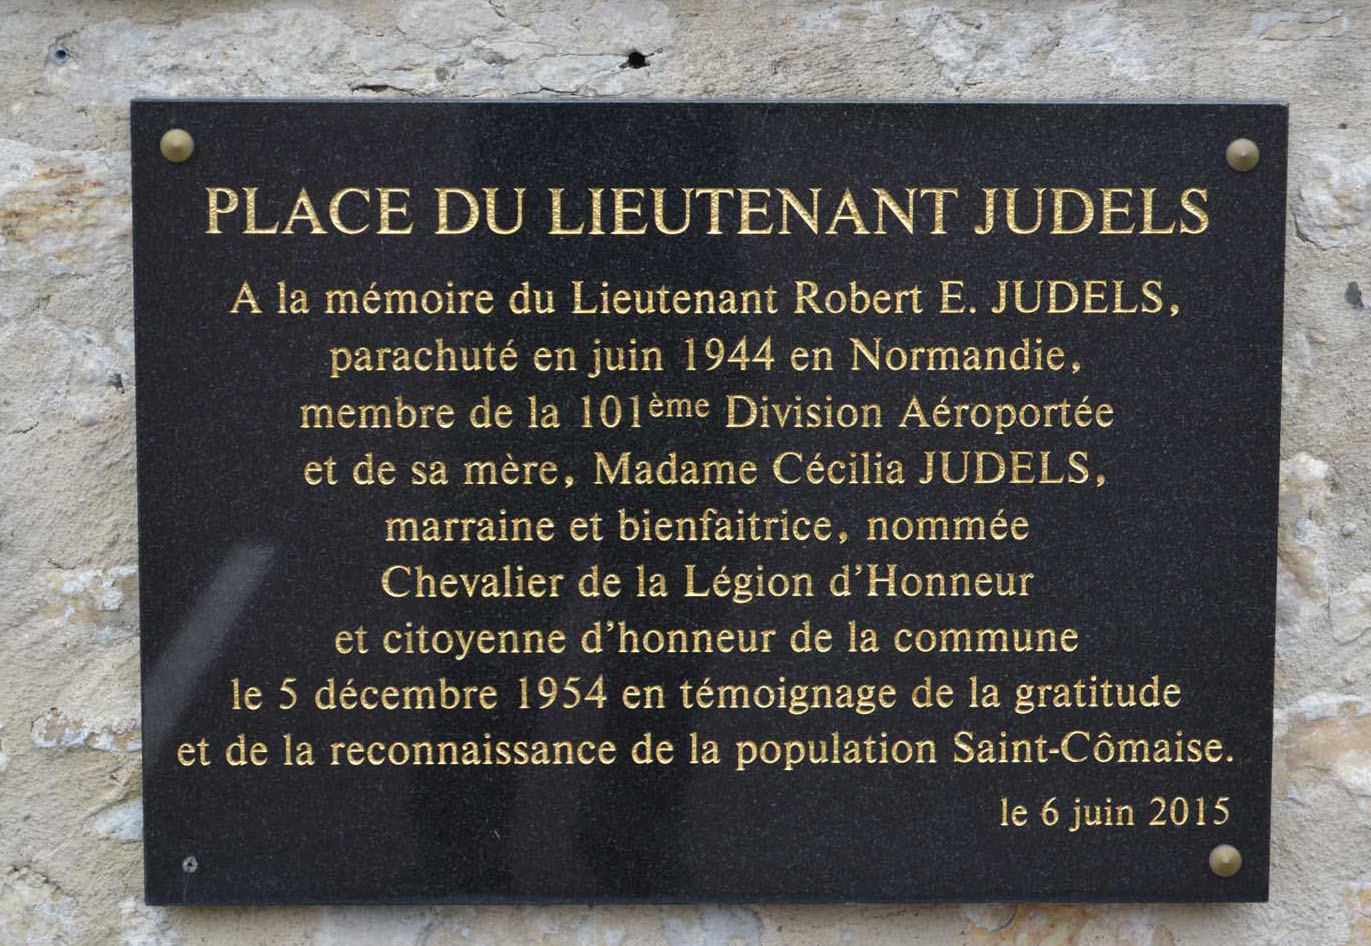 PLACE DU LIEUTENANT JUDELS
A la mémoire du Lieutenant Robert E. JUDELS,
parachuté en juin 1944 en Normandie,
membre de la 101ème Division Aéroportée
et de sa mère, Madame Cécilia JUDELS,
marraine et bienfaitrice, nommée
Chevalier de la Légion d'Honneur
et citoyenne d'honneur de la commune
le 5 décembre 1954 en témoignage de la gratitude
et de la reconnaissance de la population Saint-Cômaise.
le 6 juin 2015